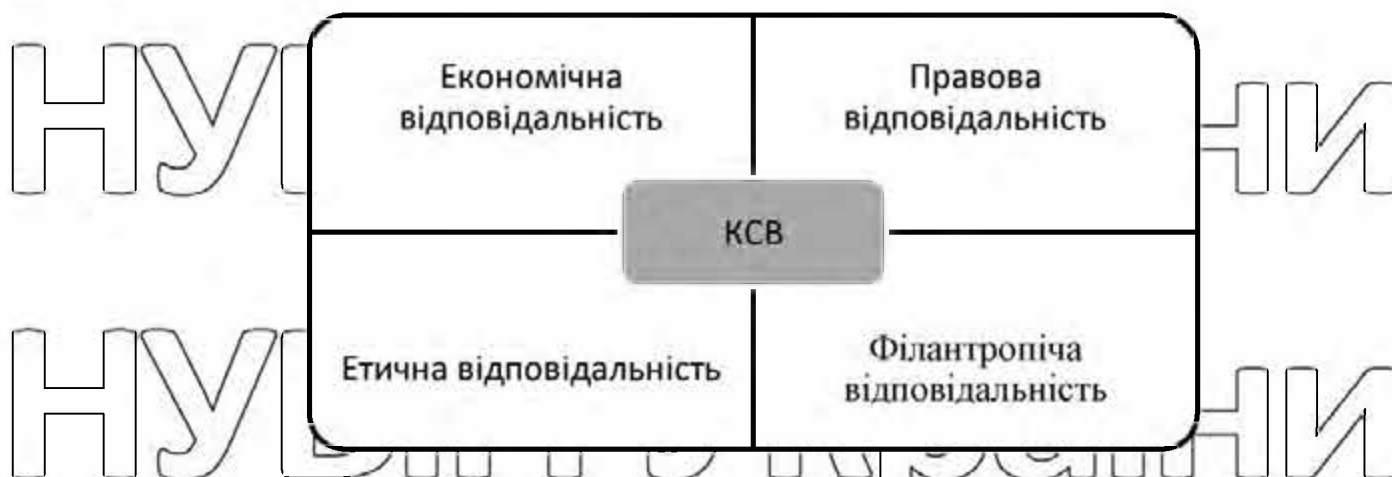 Економічна
відповідальність
Правова
відповідальність
КСВ
Етична відповідальність
Філантропіча
відповідальність